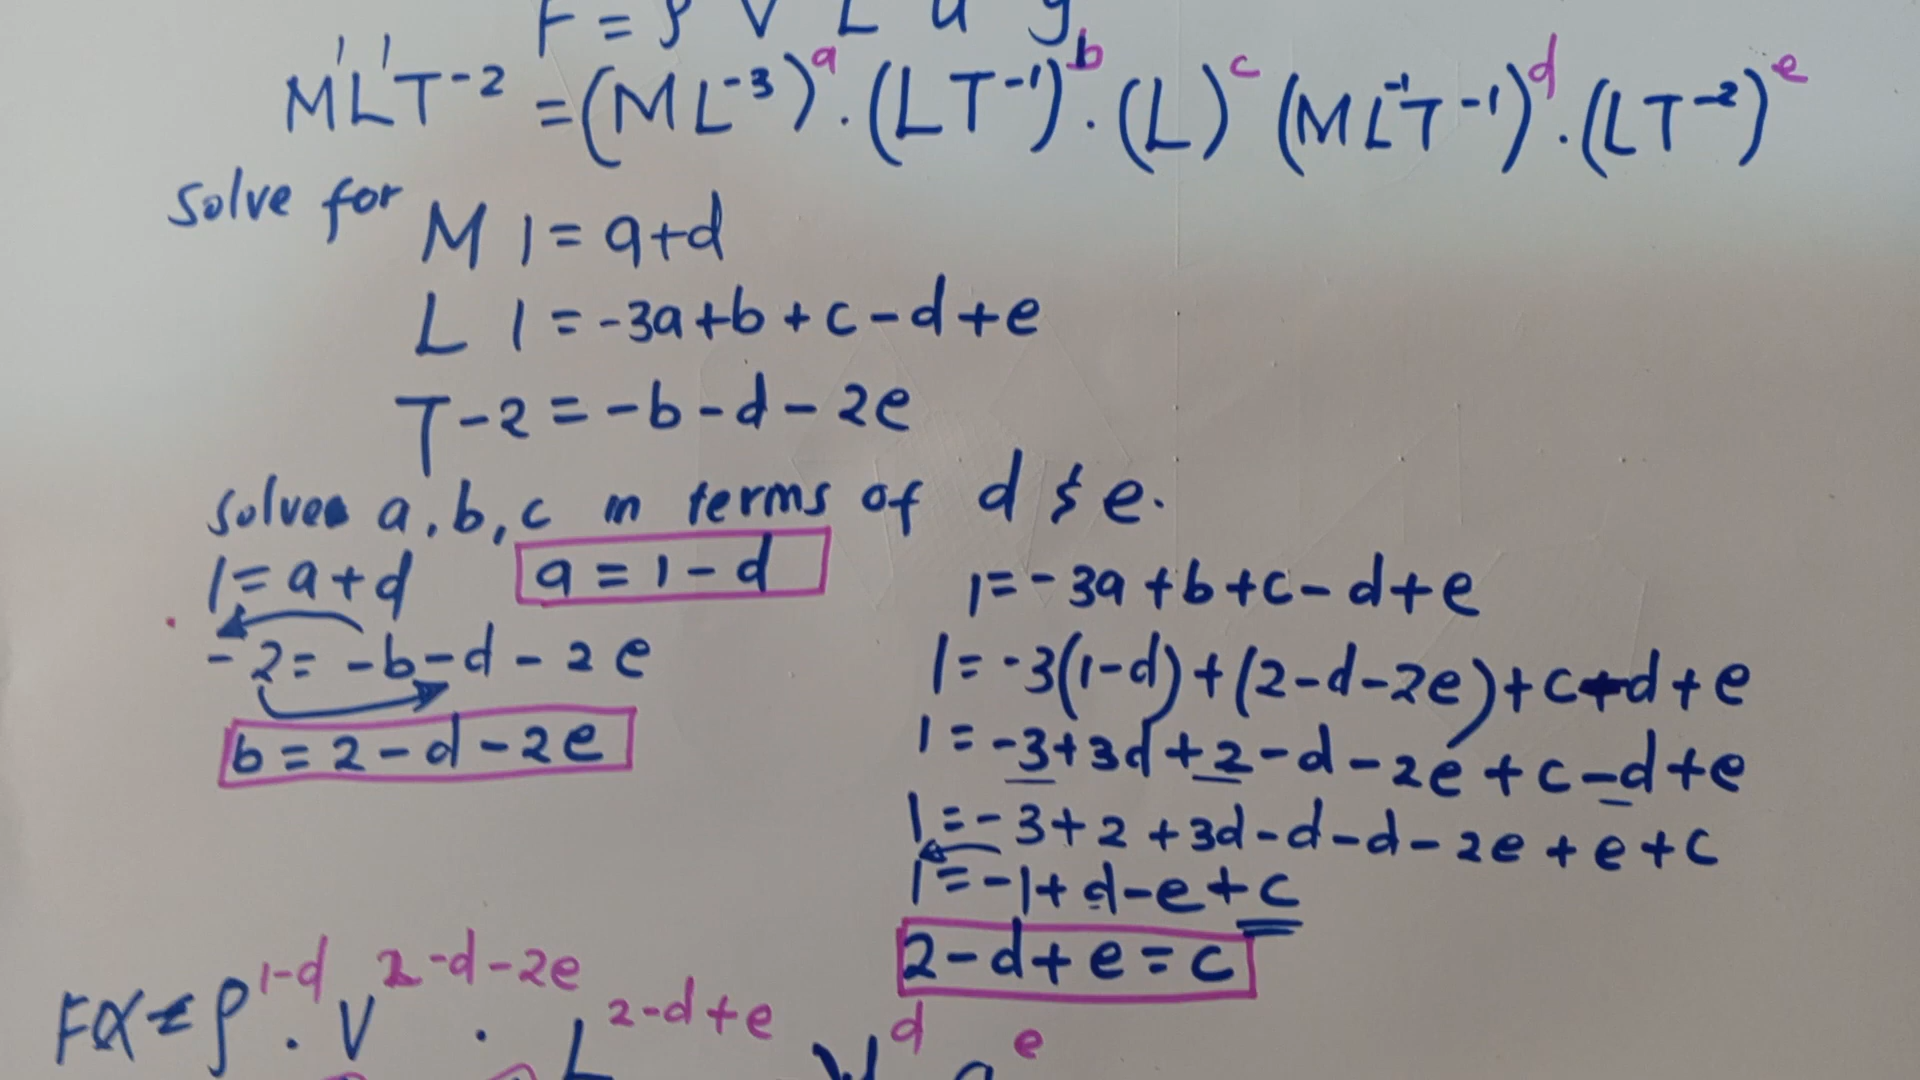 F = ρ V L u g
M¹L¹T⁻² = (ML⁻³)ᵃ · (LT⁻¹)ᵇ · (L)ᶜ (ML⁻¹T⁻¹)ᵈ · (LT⁻²)ᵉ
Solve for
M 1 = a+d
L 1 = -3a+b+c-d+e
T -2 = -b-d-2e
solve a, b, c in terms of d & e.
1 = a+d
a = 1-d
-2 = -b-d-2e
b = 2-d-2e
1 = -3a+b+c-d+e
1 = -3(1-d)+(2-d-2e)+c-d+e
1 = -3+3d+2-d-2e+c-d+e
1 = -3+2+3d-d-d-2e+e+c
1 = -1+d-e+c
2-d+e = c
Fα = ρ¹⁻ᵈ · V²⁻ᵈ⁻²ᵉ · L²⁻ᵈ⁺ᵉ